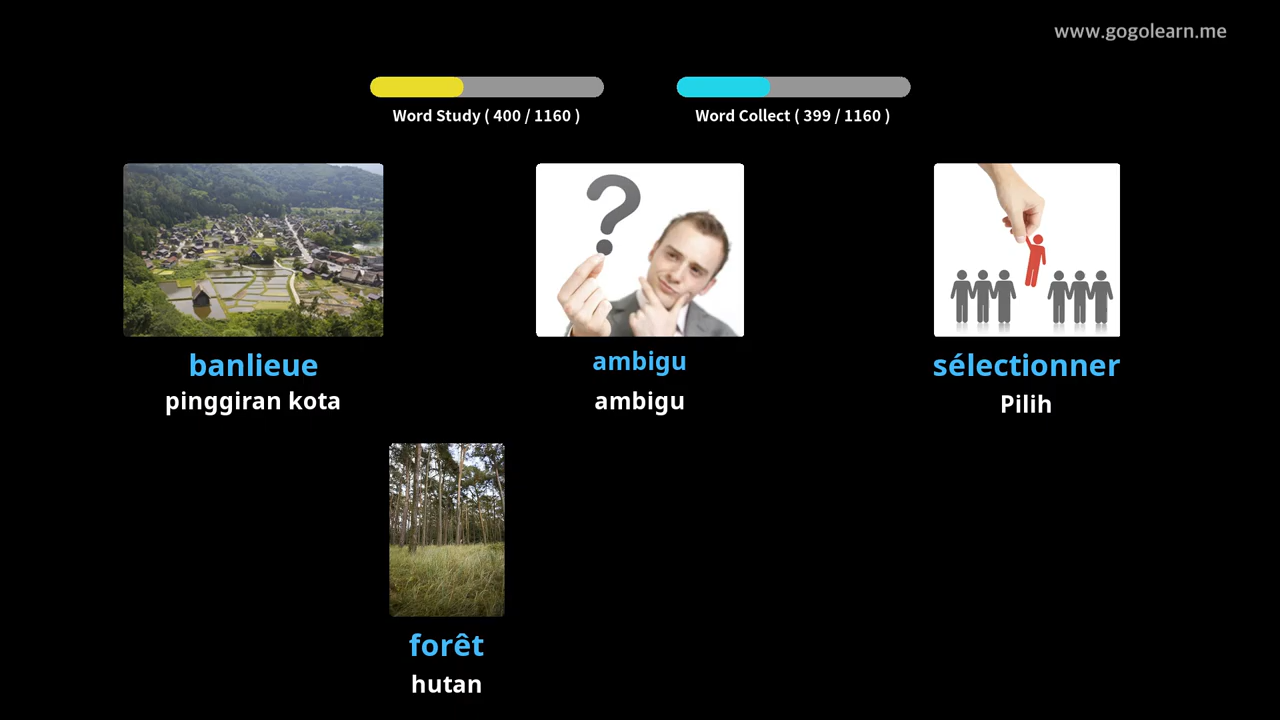 www.gogolearn.me
Word Study ( 400 / 1160 )
Word Collect ( 399 / 1160 )
banlieue
pinggiran kota
ambigu
ambigu
sélectionner
Pilih
forêt
hutan